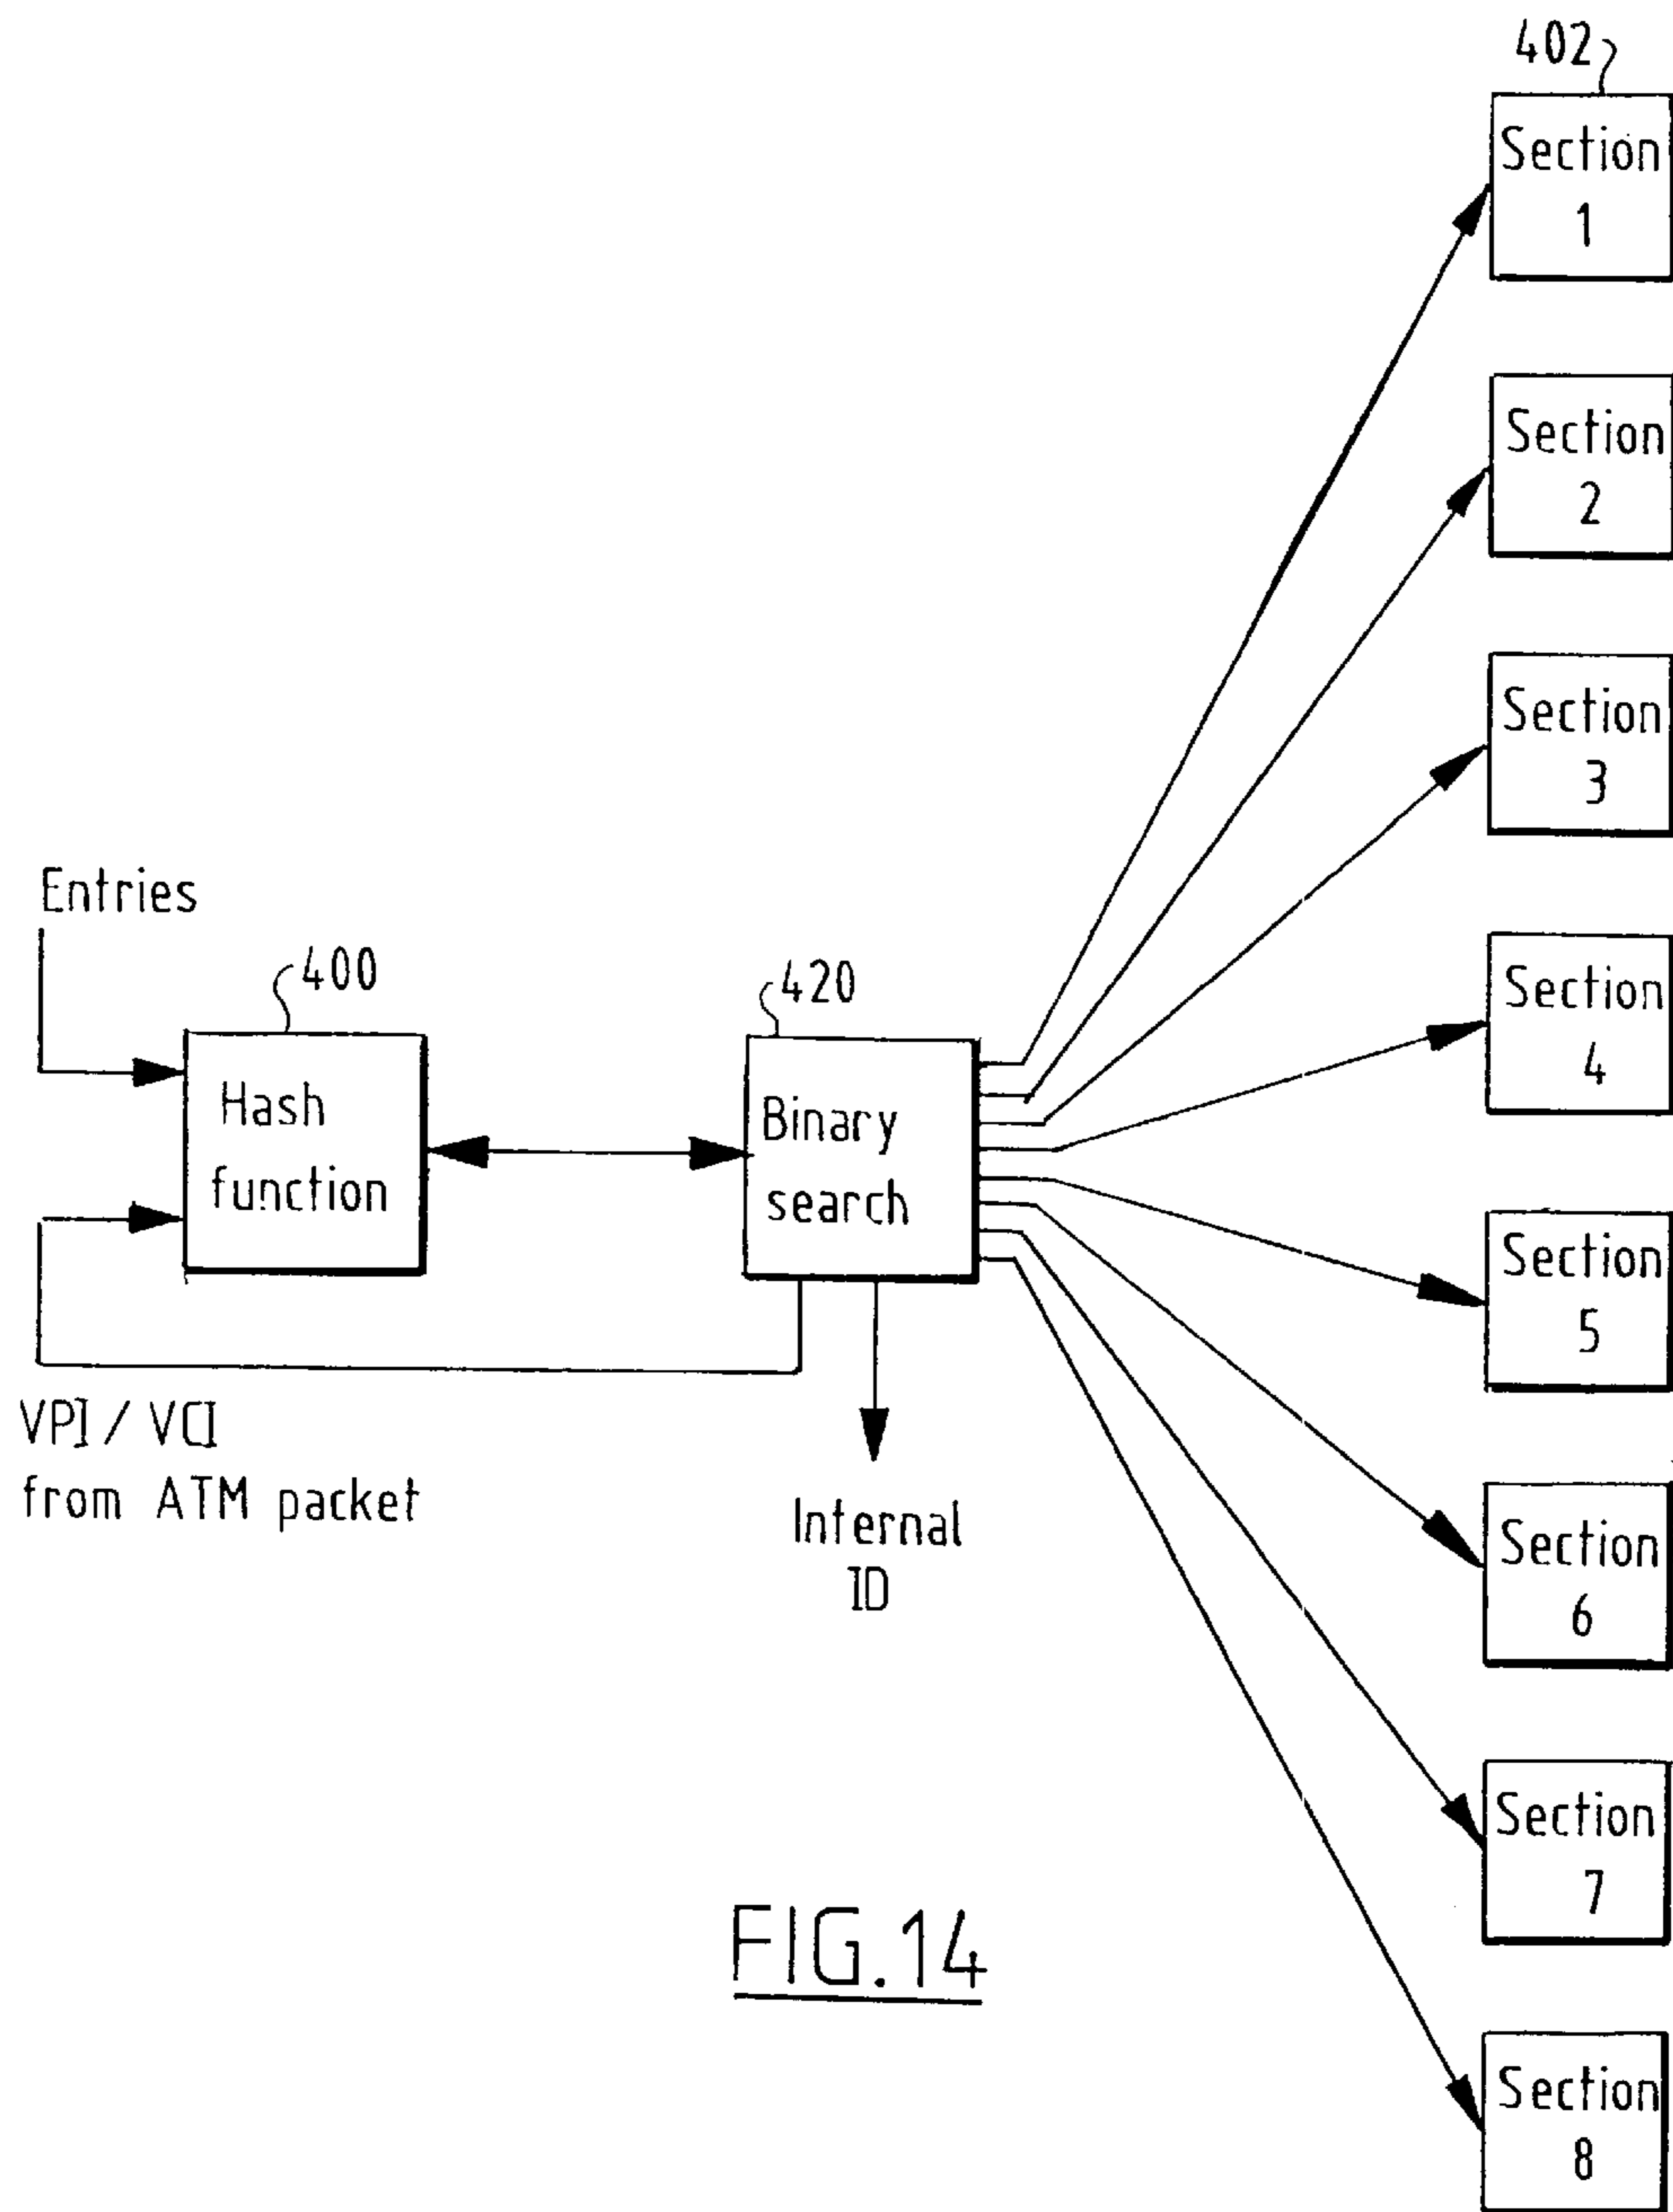 402
Section
1
Section
2
Section
3
Entries
400
420
Section
4
Hash
function
Binary
search
Section
5
VPI / VCI
from ATM packet
Internal
ID
Section
6
Section
7
FIG.14
Section
8